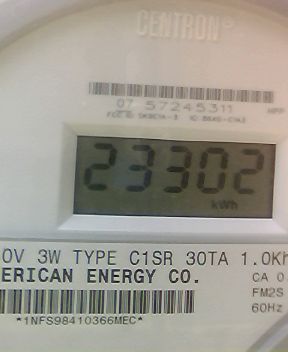 CENTRON®
07 57245311
23302
kWh
0V 3W TYPE C1SR 30TA 1.0Kh
ERICAN ENERGY CO.
CA 0.
FM2S
60Hz
*1NFS98410366MEC*